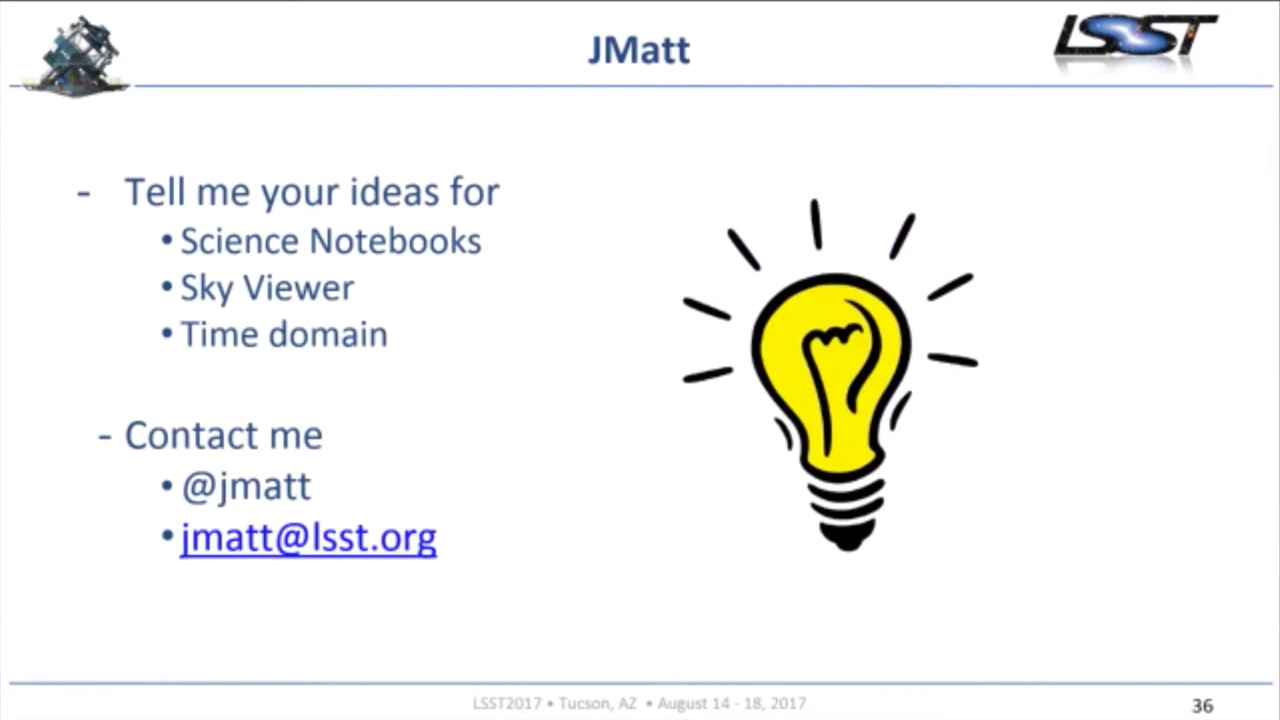 JMatt
LSST
- Tell me your ideas for
• Science Notebooks
• Sky Viewer
• Time domain
- Contact me
• @jmatt
• jmatt@lsst.org
LSST2017 • Tucson, AZ • August 14 - 18, 2017
36